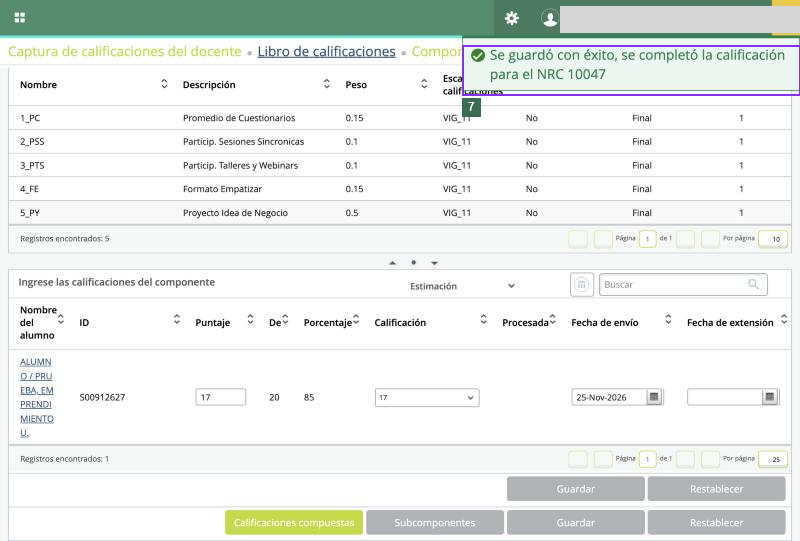 Captura de calificaciones del docente • Libro de calificaciones • Compon
Se guardó con éxito, se completó la calificación
para el NRC 10047
7
Nombre Descripción Peso Esca
calificaciones
1_PC Promedio de Cuestionarios 0.15 VIG_11 No Final 1
2_PSS Particip. Sesiones Sincronicas 0.1 VIG_11 No Final 1
3_PTS Particip. Talleres y Webinars 0.1 VIG_11 No Final 1
4_FE Formato Empatizar 0.15 VIG_11 No Final 1
5_PY Proyecto Idea de Negocio 0.5 VIG_11 No Final 1
Registros encontrados: 5 Página 1 de 1 Por página 10
Ingrese las calificaciones del componente Estimación Buscar
Nombre
del
alumno
ID Puntaje De Porcentaje Calificación Procesada Fecha de envío Fecha de extensión
ALUMN
O / PRU
EBA, EM
PRENDI
MIENTO
U.
S00912627 17 20 85 17 25-Nov-2026
Registros encontrados: 1 Página 1 de 1 Por página 25
Guardar Restablecer
Calificaciones compuestas Subcomponentes Guardar Restablecer